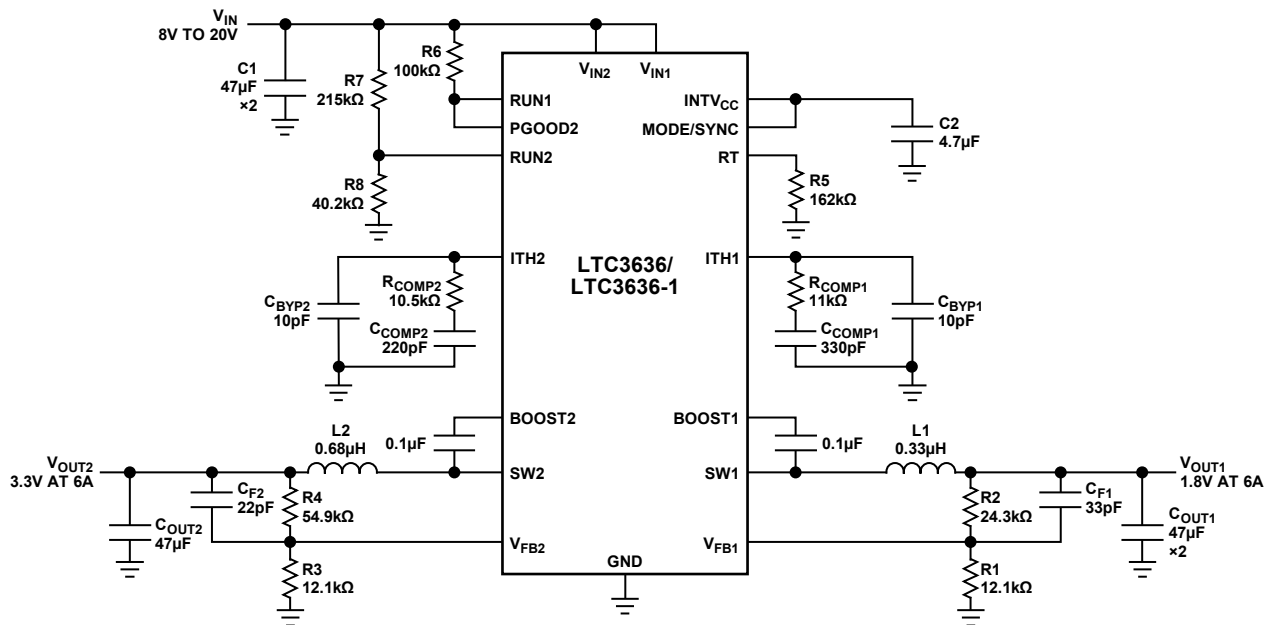 VIN
8V TO 20V
C1
47µF
×2
R7
215kΩ
R6
100kΩ
R8
40.2kΩ
VIN2
VIN1
RUN1
PGOOD2
RUN2
INTVCC
MODE/SYNC
RT
C2
4.7µF
R5
162kΩ
ITH2
LTC3636/
LTC3636-1
ITH1
CBYP2
10pF
RCOMP2
10.5kΩ
CCOMP2
220pF
RCOMP1
11kΩ
CCOMP1
330pF
CBYP1
10pF
BOOST2
BOOST1
0.1µF
0.1µF
L2
0.68µH
L1
0.33µH
SW2
SW1
VOUT2
3.3V AT 6A
VOUT1
1.8V AT 6A
CF2
22pF
R4
54.9kΩ
COUT2
47µF
R3
12.1kΩ
VFB2
GND
VFB1
R2
24.3kΩ
CF1
33pF
COUT1
47µF
×2
R1
12.1kΩ